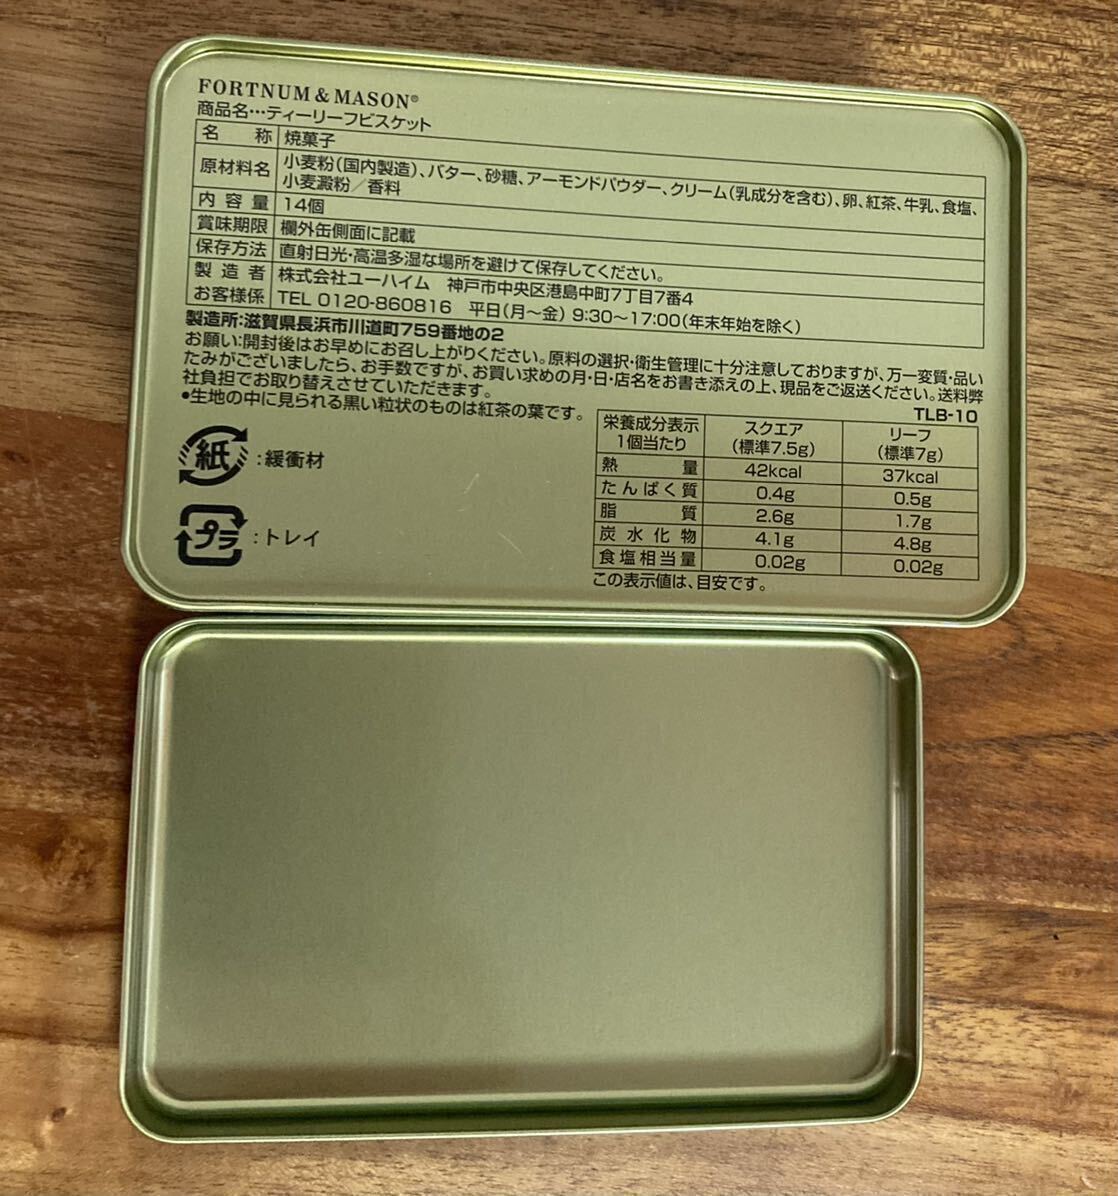 FORTNUM & MASON®
商品名…ティーリーフビスケット
名 称 焼菓子
原材料名 小麦粉(国内製造)、バター、砂糖、アーモンドパウダー、クリーム(乳成分を含む)、卵、紅茶、牛乳、食塩、
小麦澱粉／香料
内容量 14個
賞味期限 欄外缶側面に記載
保存方法 直射日光・高温多湿な場所を避けて保存してください。
製造者 株式会社ユーハイム 神戸市中央区港島中町7丁目7番4
お客様係 TEL 0120-860816 平日(月〜金) 9:30〜17:00(年末年始を除く)
製造所:滋賀県長浜市川道町759番地の2
お願い:開封後はお早めにお召し上がりください。原料の選択・衛生管理に十分注意しておりますが、万一変質・品い
たみがございましたら、お手数ですが、お買い求めの月・日・店名をお書き添えの上、現品をご返送ください。送料弊
社負担でお取り替えさせていただきます。
•生地の中に見られる黒い粒状のものは紅茶の葉です。
TLB-10
紙 :緩衝材
プラ :トレイ
栄養成分表示 1個当たり スクエア (標準7.5g) リーフ (標準7g)
熱量 42kcal 37kcal
たんぱく質 0.4g 0.5g
脂質 2.6g 1.7g
炭水化物 4.1g 4.8g
食塩相当量 0.02g 0.02g
この表示値は、目安です。